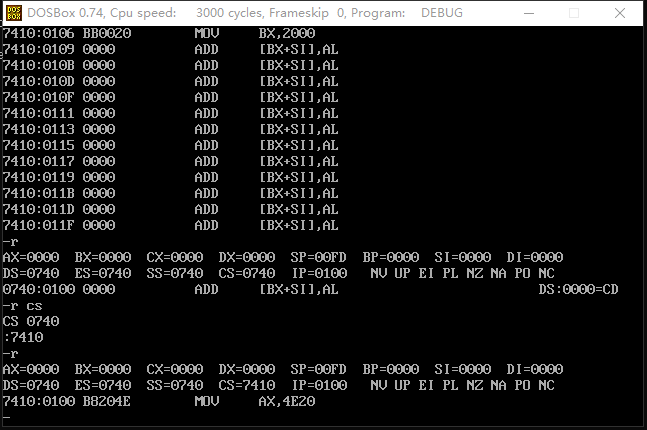 DOS BOX DOSBox 0.74, Cpu speed: 3000 cycles, Frameskip 0, Program: DEBUG
7410:0106 BB0020 MOV BX,2000
7410:0109 0000 ADD [BX+SI],AL
7410:010B 0000 ADD [BX+SI],AL
7410:010D 0000 ADD [BX+SI],AL
7410:010F 0000 ADD [BX+SI],AL
7410:0111 0000 ADD [BX+SI],AL
7410:0113 0000 ADD [BX+SI],AL
7410:0115 0000 ADD [BX+SI],AL
7410:0117 0000 ADD [BX+SI],AL
7410:0119 0000 ADD [BX+SI],AL
7410:011B 0000 ADD [BX+SI],AL
7410:011D 0000 ADD [BX+SI],AL
7410:011F 0000 ADD [BX+SI],AL
-r
AX=0000 BX=0000 CX=0000 DX=0000 SP=00FD BP=0000 SI=0000 DI=0000
DS=0740 ES=0740 SS=0740 CS=0740 IP=0100 NV UP EI PL NZ NA PO NC
0740:0100 0000 ADD [BX+SI],AL DS:0000=CD
-r cs
CS 0740
:7410
-r
AX=0000 BX=0000 CX=0000 DX=0000 SP=00FD BP=0000 SI=0000 DI=0000
DS=0740 ES=0740 SS=0740 CS=7410 IP=0100 NV UP EI PL NZ NA PO NC
7410:0100 B8204E MOV AX,4E20
-